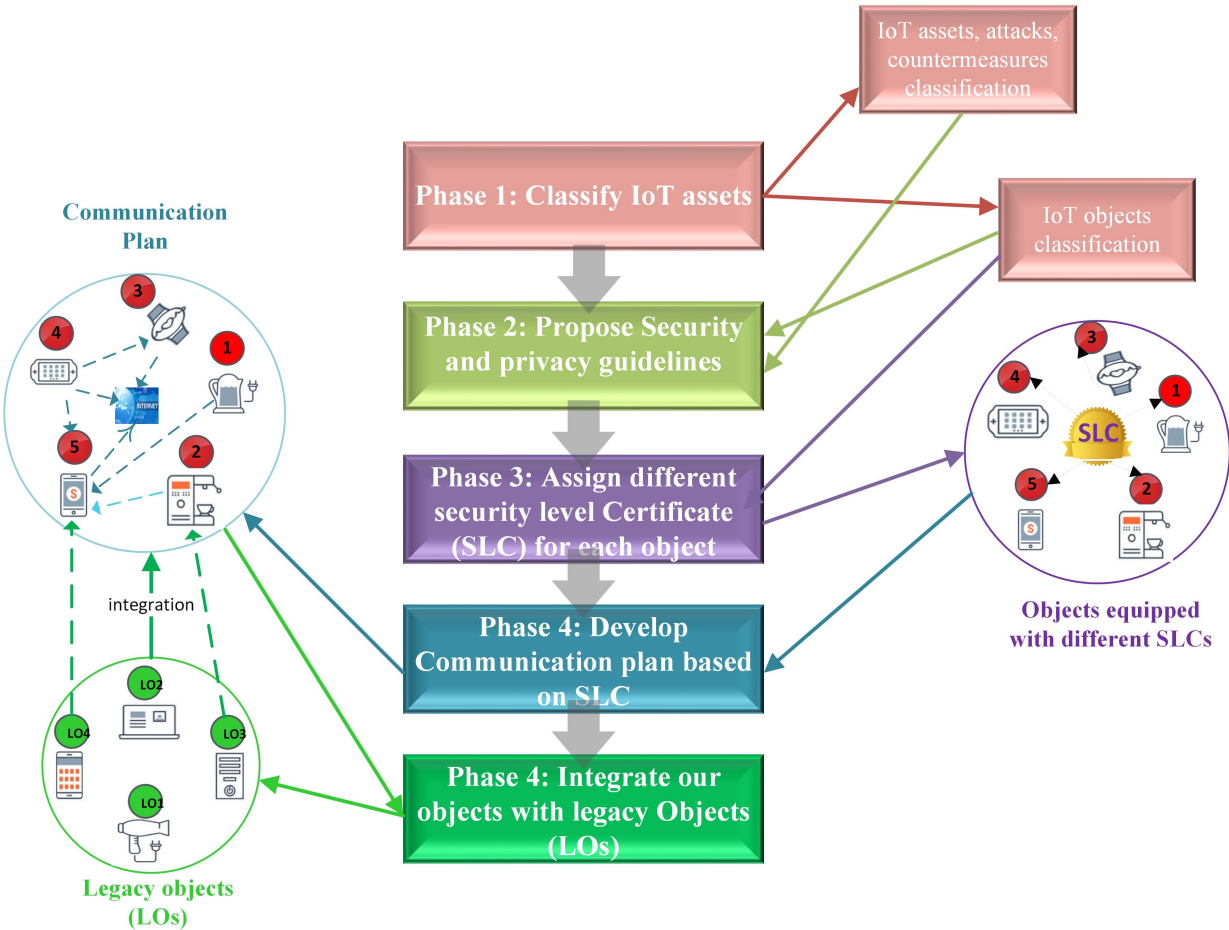 IoT assets, attacks,
countermeasures
classification
Phase 1: Classify IoT assets
IoT objects
classification
Communication
Plan
3
4
1
INTERNET
5
2
S
Phase 2: Propose Security
and privacy guidelines
3
4
1
SLC
5
2
S
Phase 3: Assign different
security level Certificate
(SLC) for each object
integration
Objects equipped
with different SLCs
Phase 4: Develop
Communication plan based
on SLC
LO2
LO4
LO3
LO1
Phase 4: Integrate our
objects with legacy Objects
(LOs)
Legacy objects
(LOs)